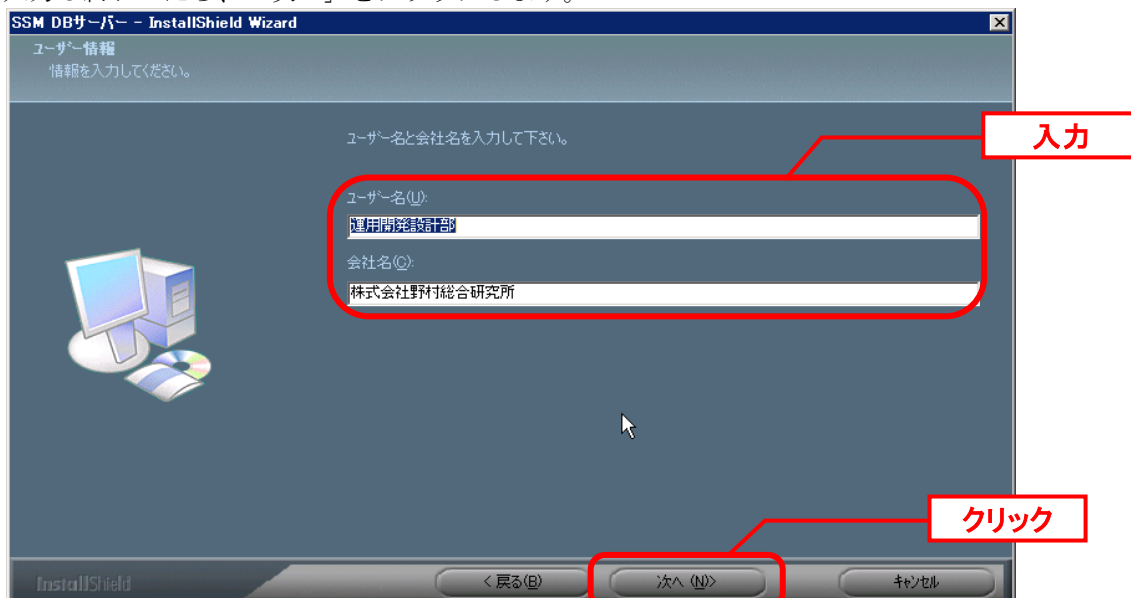 SSM DBサーバー - InstallShield Wizard
ユーザー情報
情報を入力してください。
ユーザー名と会社名を入力して下さい。
入力
ユーザー名(U):
運用開発設計部
会社名(C):
株式会社野村総合研究所
クリック
InstallShield
< 戻る(B)
次へ (N)>
キャンセル